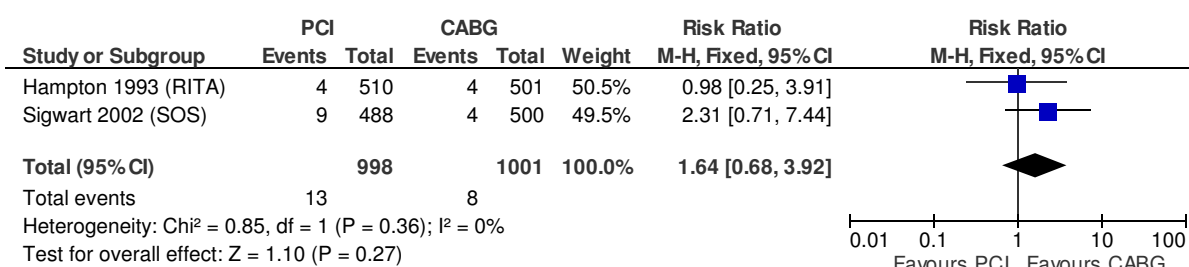 PCI CABG Risk Ratio Risk Ratio
Study or Subgroup Events Total Events Total Weight M-H, Fixed, 95% CI M-H, Fixed, 95% CI
Hampton 1993 (RITA) 4 510 4 501 50.5% 0.98 [0.25, 3.91]
Sigwart 2002 (SOS) 9 488 4 500 49.5% 2.31 [0.71, 7.44]
Total (95% CI) 998 1001 100.0% 1.64 [0.68, 3.92]
Total events 13 8
Heterogeneity: Chi² = 0.85, df = 1 (P = 0.36); I² = 0%
Test for overall effect: Z = 1.10 (P = 0.27)
0.01 0.1 1 10 100
Favours PCI Favours CABG